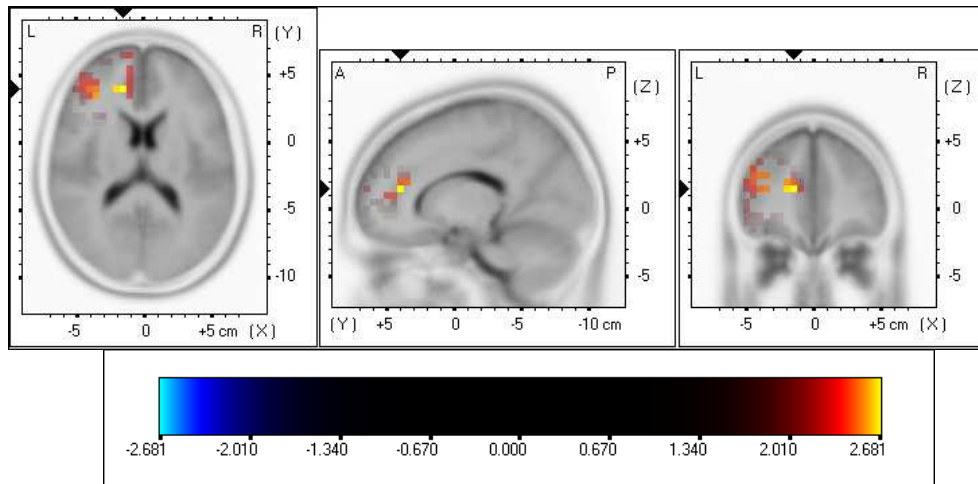 L R (Y)
+5
0
-5
-10
-5 0 +5 cm (X)
A P
(Z)
+5
0
-5
(Y) +5 0 -5 -10 cm
L R
(Z)
+5
0
-5
-5 0 +5 cm (X)
-2.681 -2.010 -1.340 -0.670 0.000 0.670 1.340 2.010 2.681